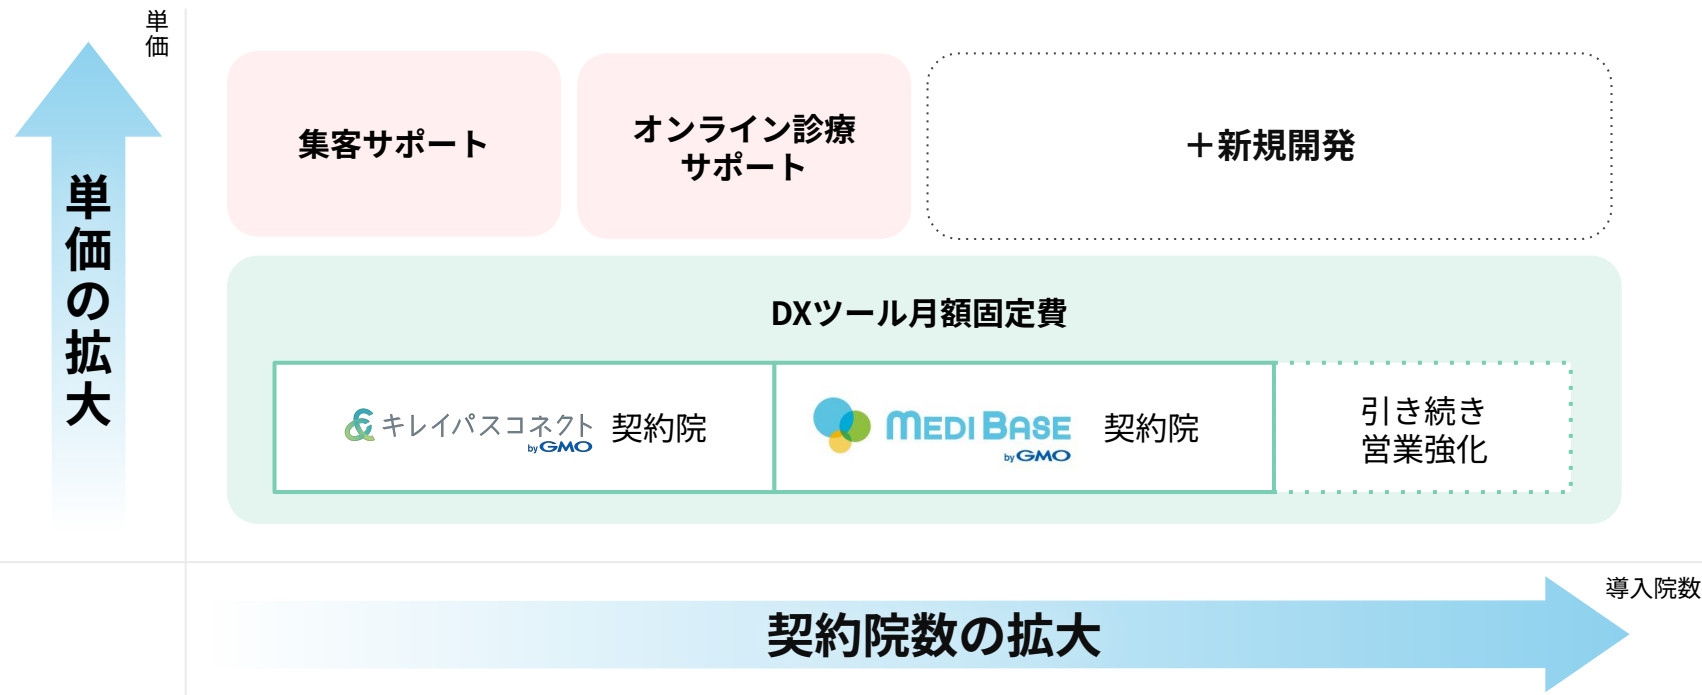 単価
単価の拡大
集客サポート
オンライン診療
サポート
＋新規開発
DXツール月額固定費
キレイパスコネクト
by GMO
契約院
MEDI BASE
by GMO
契約院
引き続き
営業強化
導入院数
契約院数の拡大